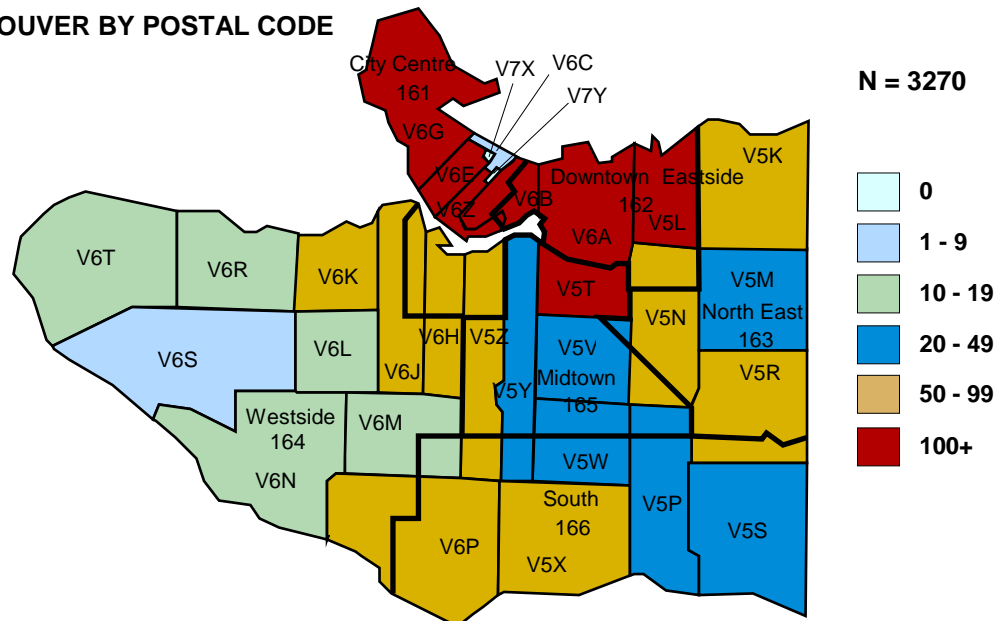 OUVER BY POSTAL CODE
City Centre
161
V7X
V6C
V7Y
N = 3270
V6G
V6E
V6Z
V6B
Downtown Eastside
162
V5L
V6A
V5K
0
1 - 9
10 - 19
20 - 49
50 - 99
100+
V6T
V6R
V6K
V5T
V5M
North East
163
V5N
V6S
V6L
V6J
V6H
V5Z
V5Y
V5V
Midtown
165
V5R
Westside
164
V6M
V6N
V5W
South
166
V6P
V5X
V5P
V5S